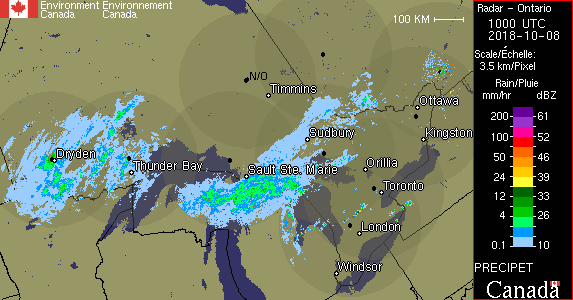 Environment Environnement
Canada Canada
100 KM
N/O
Timmins
Ottawa
Sudbury
Kingston
Dryden
Thunder Bay
Sault Ste. Marie
Orillia
Toronto
London
Windsor
Radar - Ontario
1000 UTC
2018-10-08
Scale/Échelle:
3.5 km/Pixel
Rain/Pluie
mm/hr dBZ
200 61
100 52
50 46
24 39
12 33
4 26
0.1 10
PRECIPET
Canada